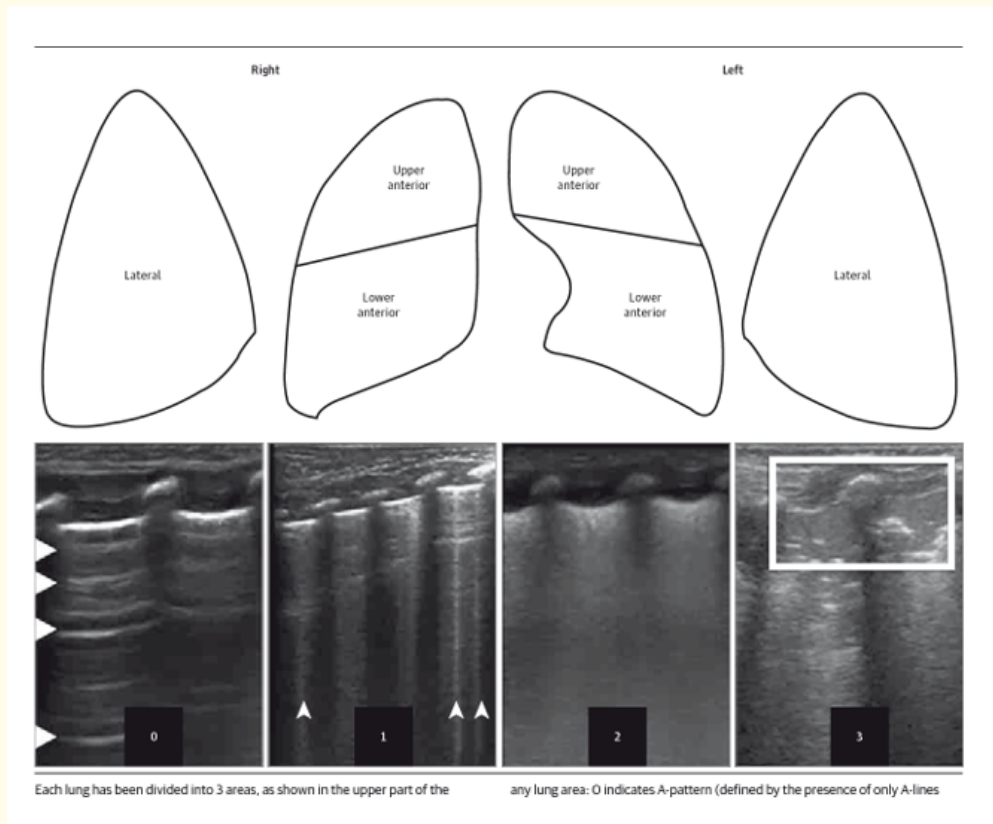 Right
Left
Upper
anterior
Upper
anterior
Lateral
Lower
anterior
Lower
anterior
Lateral
0
1
2
3
Each lung has been divided into 3 areas, as shown in the upper part of the
any lung area: 0 indicates A-pattern (defined by the presence of only A-lines